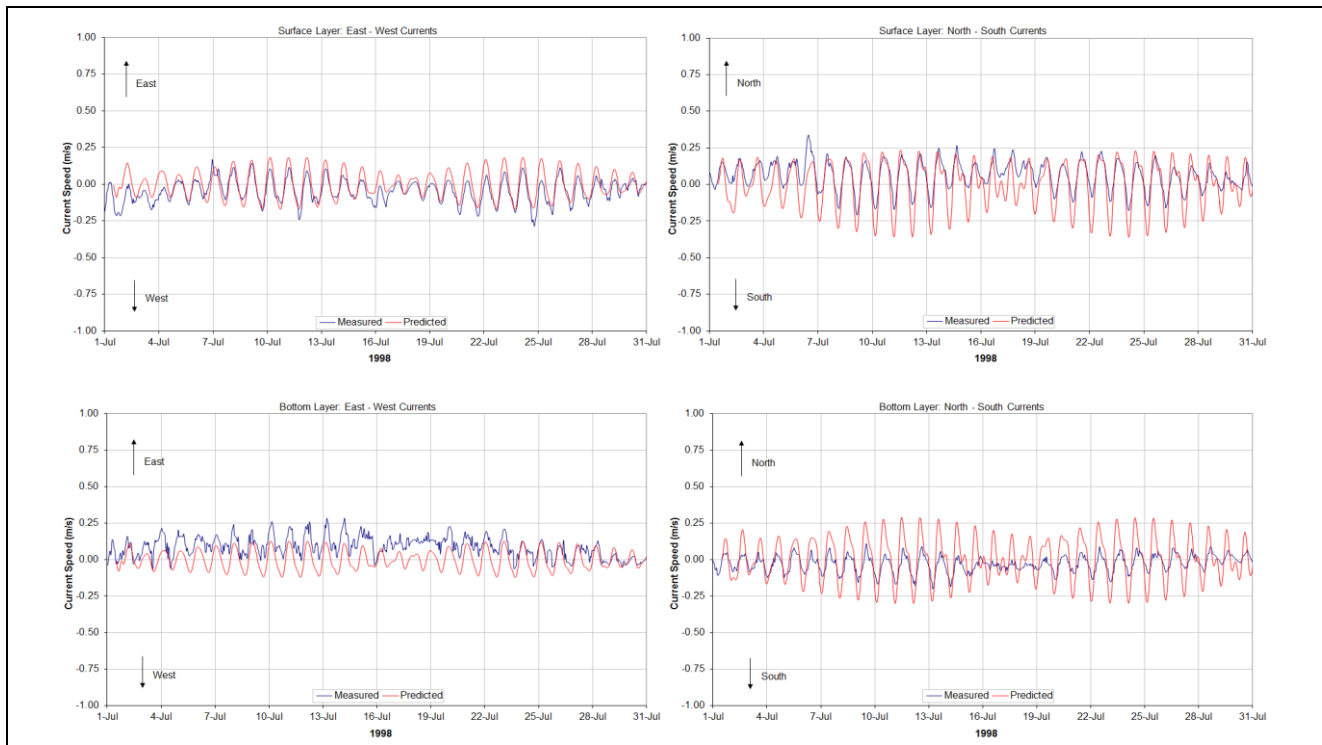 Surface Layer: East - West Currents
1.00
0.75
0.50
0.25
0.00
-0.25
-0.50
-0.75
-1.00
Current Speed (m/s)
East
West
Measured
Predicted
1-Jul 4-Jul 7-Jul 10-Jul 13-Jul 16-Jul 19-Jul 22-Jul 25-Jul 28-Jul 31-Jul
1998
Surface Layer: North - South Currents
1.00
0.75
0.50
0.25
0.00
-0.25
-0.50
-0.75
-1.00
Current Speed (m/s)
North
South
Measured
Predicted
1-Jul 4-Jul 7-Jul 10-Jul 13-Jul 16-Jul 19-Jul 22-Jul 25-Jul 28-Jul 31-Jul
1998
Bottom Layer: East - West Currents
1.00
0.75
0.50
0.25
0.00
-0.25
-0.50
-0.75
-1.00
Current Speed (m/s)
East
West
Measured
Predicted
1-Jul 4-Jul 7-Jul 10-Jul 13-Jul 16-Jul 19-Jul 22-Jul 25-Jul 28-Jul 31-Jul
1998
Bottom Layer: North - South Currents
1.00
0.75
0.50
0.25
0.00
-0.25
-0.50
-0.75
-1.00
Current Speed (m/s)
North
South
Measured
Predicted
1-Jul 4-Jul 7-Jul 10-Jul 13-Jul 16-Jul 19-Jul 22-Jul 25-Jul 28-Jul 31-Jul
1998